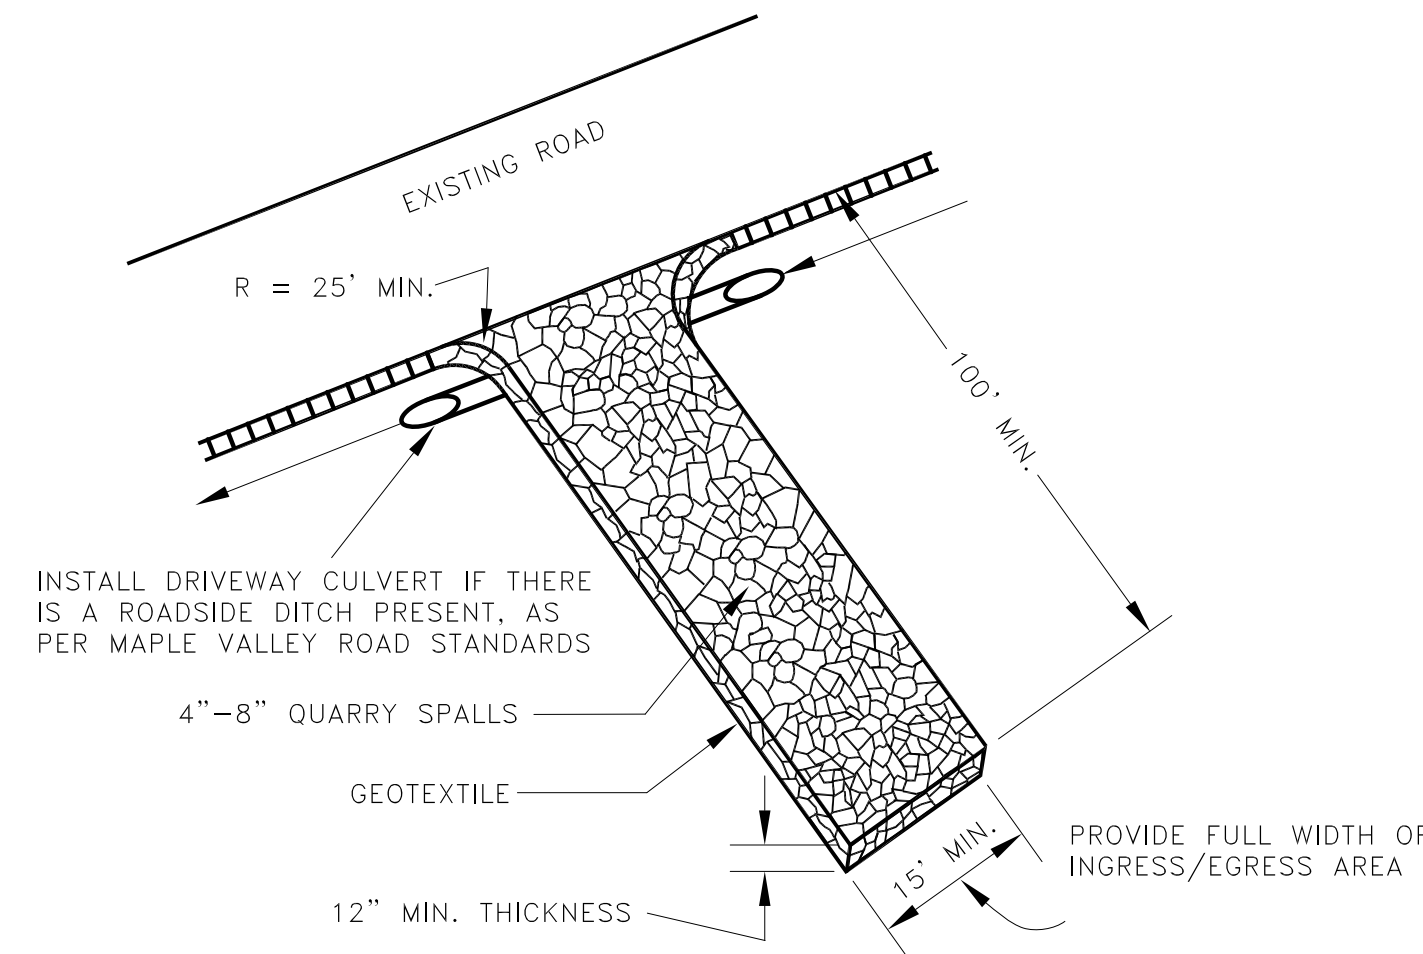 EXISTING ROAD
R = 25' MIN.
100' MIN.
INSTALL DRIVEWAY CULVERT IF THERE
IS A ROADSIDE DITCH PRESENT, AS
PER MAPLE VALLEY ROAD STANDARDS
4"-8" QUARRY SPALLS
GEOTEXTILE
15' MIN.
PROVIDE FULL WIDTH OF
INGRESS/EGRESS AREA
12" MIN. THICKNESS